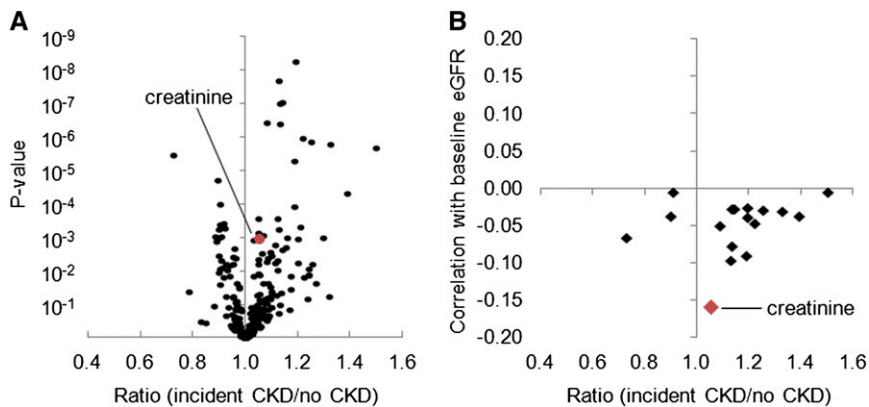 A
P-value
10-9
10-8
10-7
10-6
10-5
10-4
10-3
10-2
10-1
creatinine
0.4 0.6 0.8 1.0 1.2 1.4 1.6
Ratio (incident CKD/no CKD)
B
Correlation with baseline eGFR
0.20
0.15
0.10
0.05
0.00
-0.05
-0.10
-0.15
-0.20
creatinine
0.4 0.6 0.8 1.0 1.2 1.4 1.6
Ratio (incident CKD/no CKD)